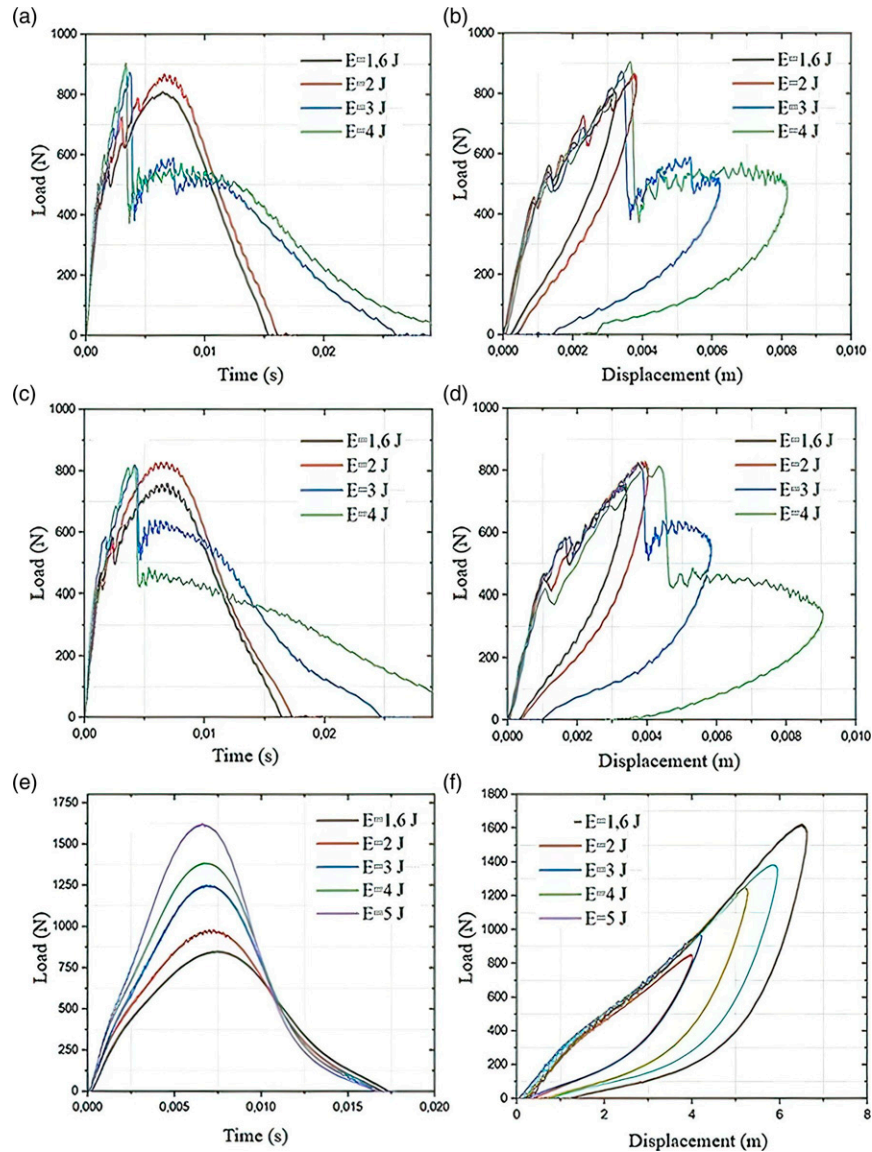 (a)
1000
800
600
400
200
0
Load (N)
E=1,6 J
E=2 J
E=3 J
E=4 J
0,00
0,01
0,02
Time (s)
(b)
1000
800
600
400
200
0
Load (N)
E=1,6 J
E=2 J
E=3 J
E=4 J
0,000
0,002
0,004
0,006
0,008
0,010
Displacement (m)
(c)
1000
800
600
400
200
0
Load (N)
E=1,6 J
E=2 J
E=3 J
E=4 J
0,00
0,01
0,02
Time (s)
(d)
1000
800
600
400
200
0
Load (N)
E=1,6 J
E=2 J
E=3 J
E=4 J
0,000
0,002
0,004
0,006
0,008
0,010
Displacement (m)
(e)
1750
1500
1250
1000
750
500
250
0
Load (N)
E=1,6 J
E=2 J
E=3 J
E=4 J
E=5 J
0,000
0,005
0,010
0,015
0,020
Time (s)
(f)
1800
1600
1400
1200
1000
800
600
400
200
0
Load (N)
E=1,6 J
E=2 J
E=3 J
E=4 J
E=5 J
0
2
4
6
8
Displacement (m)